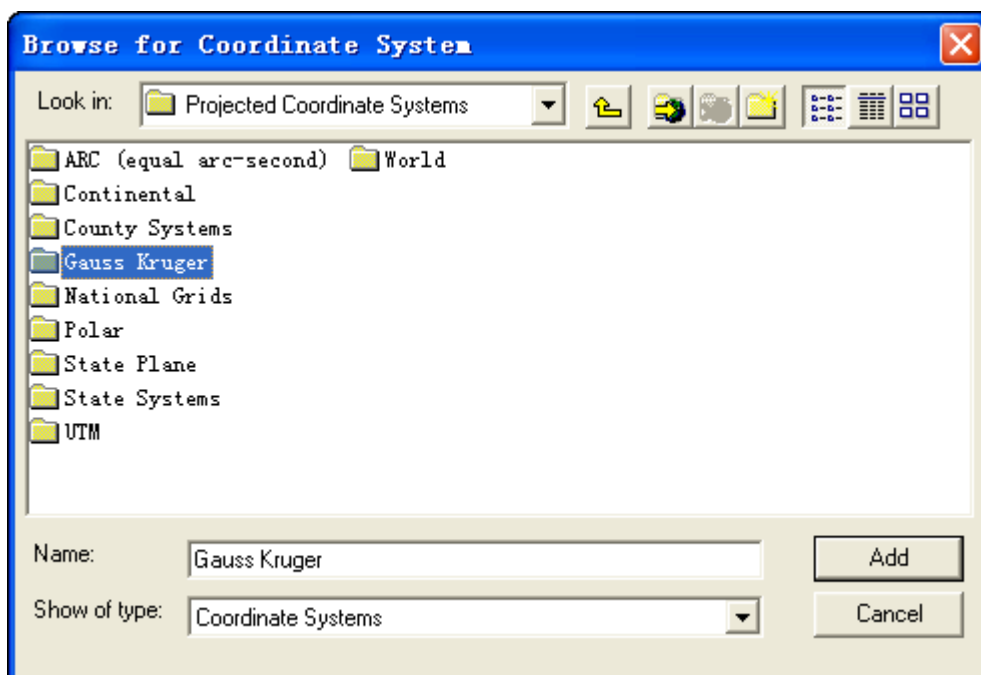 Browse for Coordinate System
Look in: Projected Coordinate Systems
ARC (equal arc-second) World
Continental
County Systems
Gauss Kruger
National Grids
Polar
State Plane
State Systems
UTM
Name: Gauss Kruger Add
Show of type: Coordinate Systems Cancel